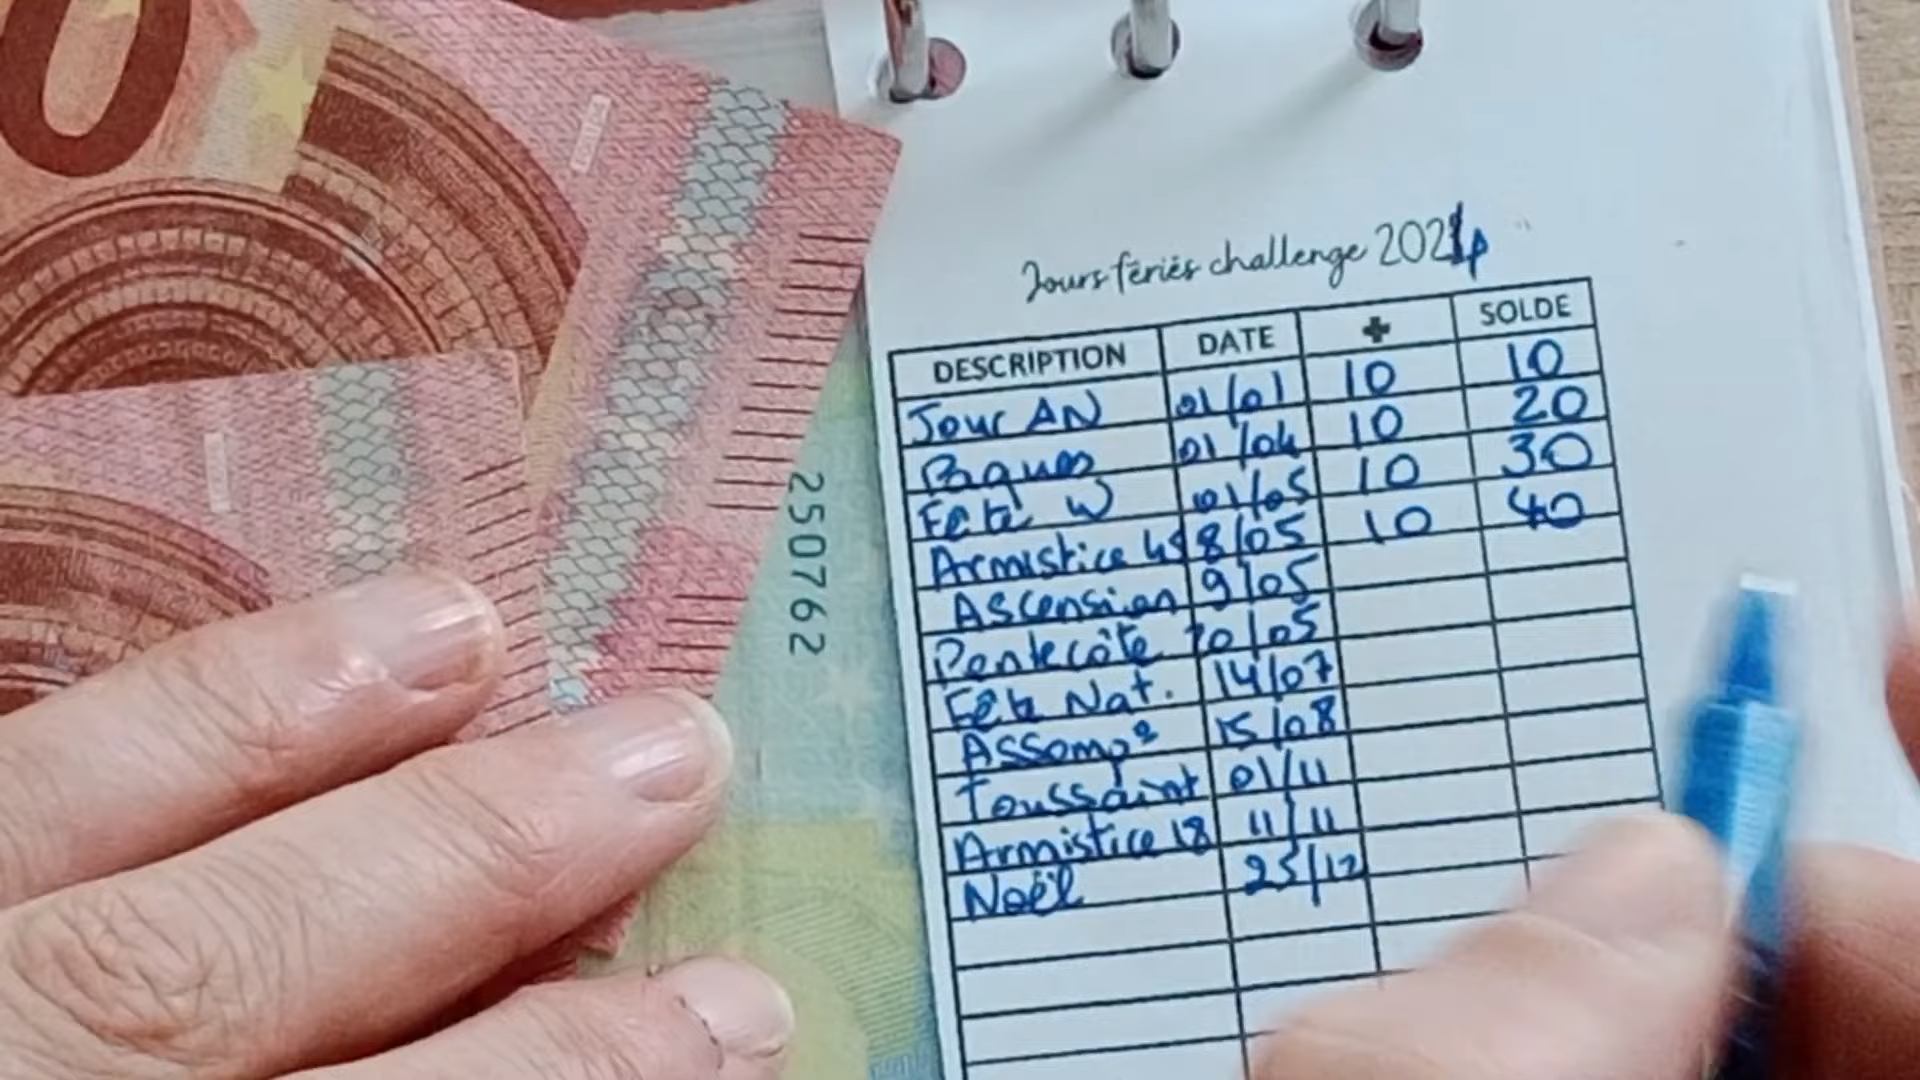 0
250762
Jours fériés challenge 2024
DESCRIPTION DATE + SOLDE
Jour AN 01/01 10 10
Paques 01/04 10 20
Fête W 01/05 10 30
Armistice 45 8/05 10 40
Ascension 9/05
Pentecôte 20/05
Fête Nat. 14/07
Assomp° 15/08
Toussaint 01/11
Armistice 18 11/11
Noël 25/12